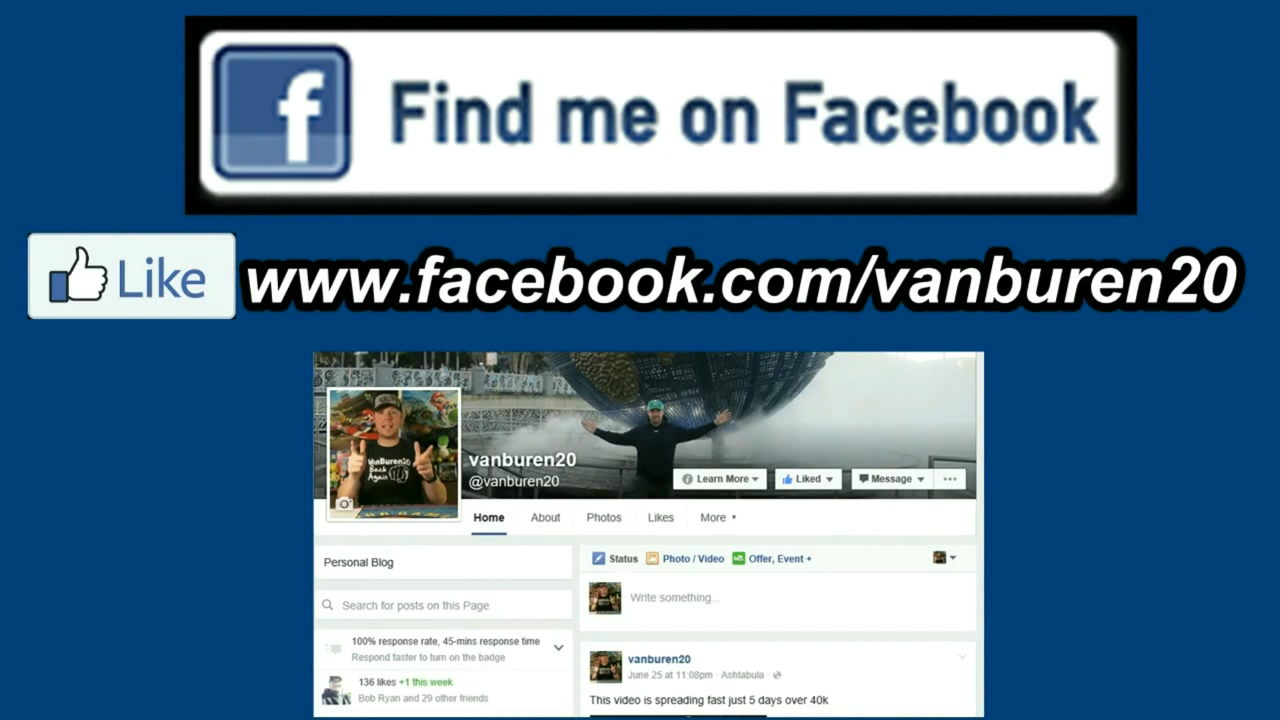 f Find me on Facebook
Like www.facebook.com/vanburen20
VanBuren20
Back
Again
vanburen20
@vanburen20
Learn More Liked Message ...
Home About Photos Likes More
Personal Blog
Status Photo / Video Offer, Event +
Write something...
Search for posts on this Page
100% response rate, 45-mins response time
Respond faster to turn on the badge
136 likes +1 this week
Bob Ryan and 29 other friends
vanburen20
June 25 at 11:08pm · Ashtabula ·
This video is spreading fast just 5 days over 40k